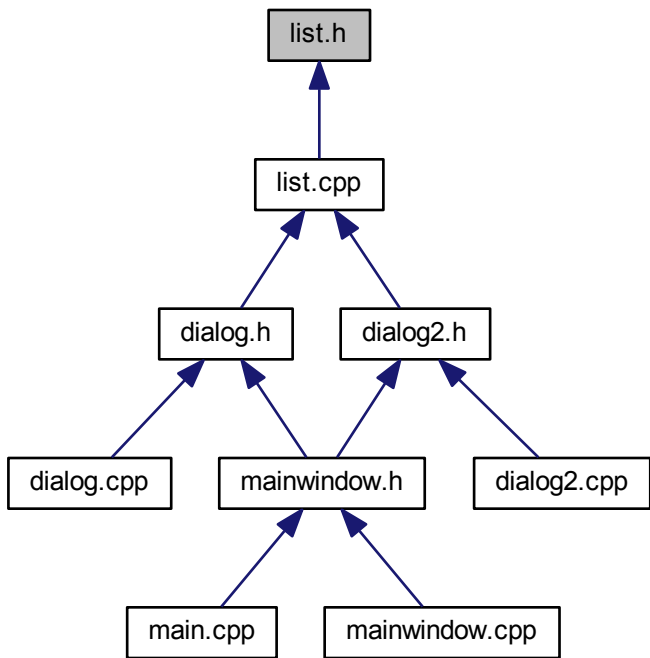 list.h
list.cpp
dialog.h
dialog2.h
dialog.cpp
mainwindow.h
dialog2.cpp
main.cpp
mainwindow.cpp